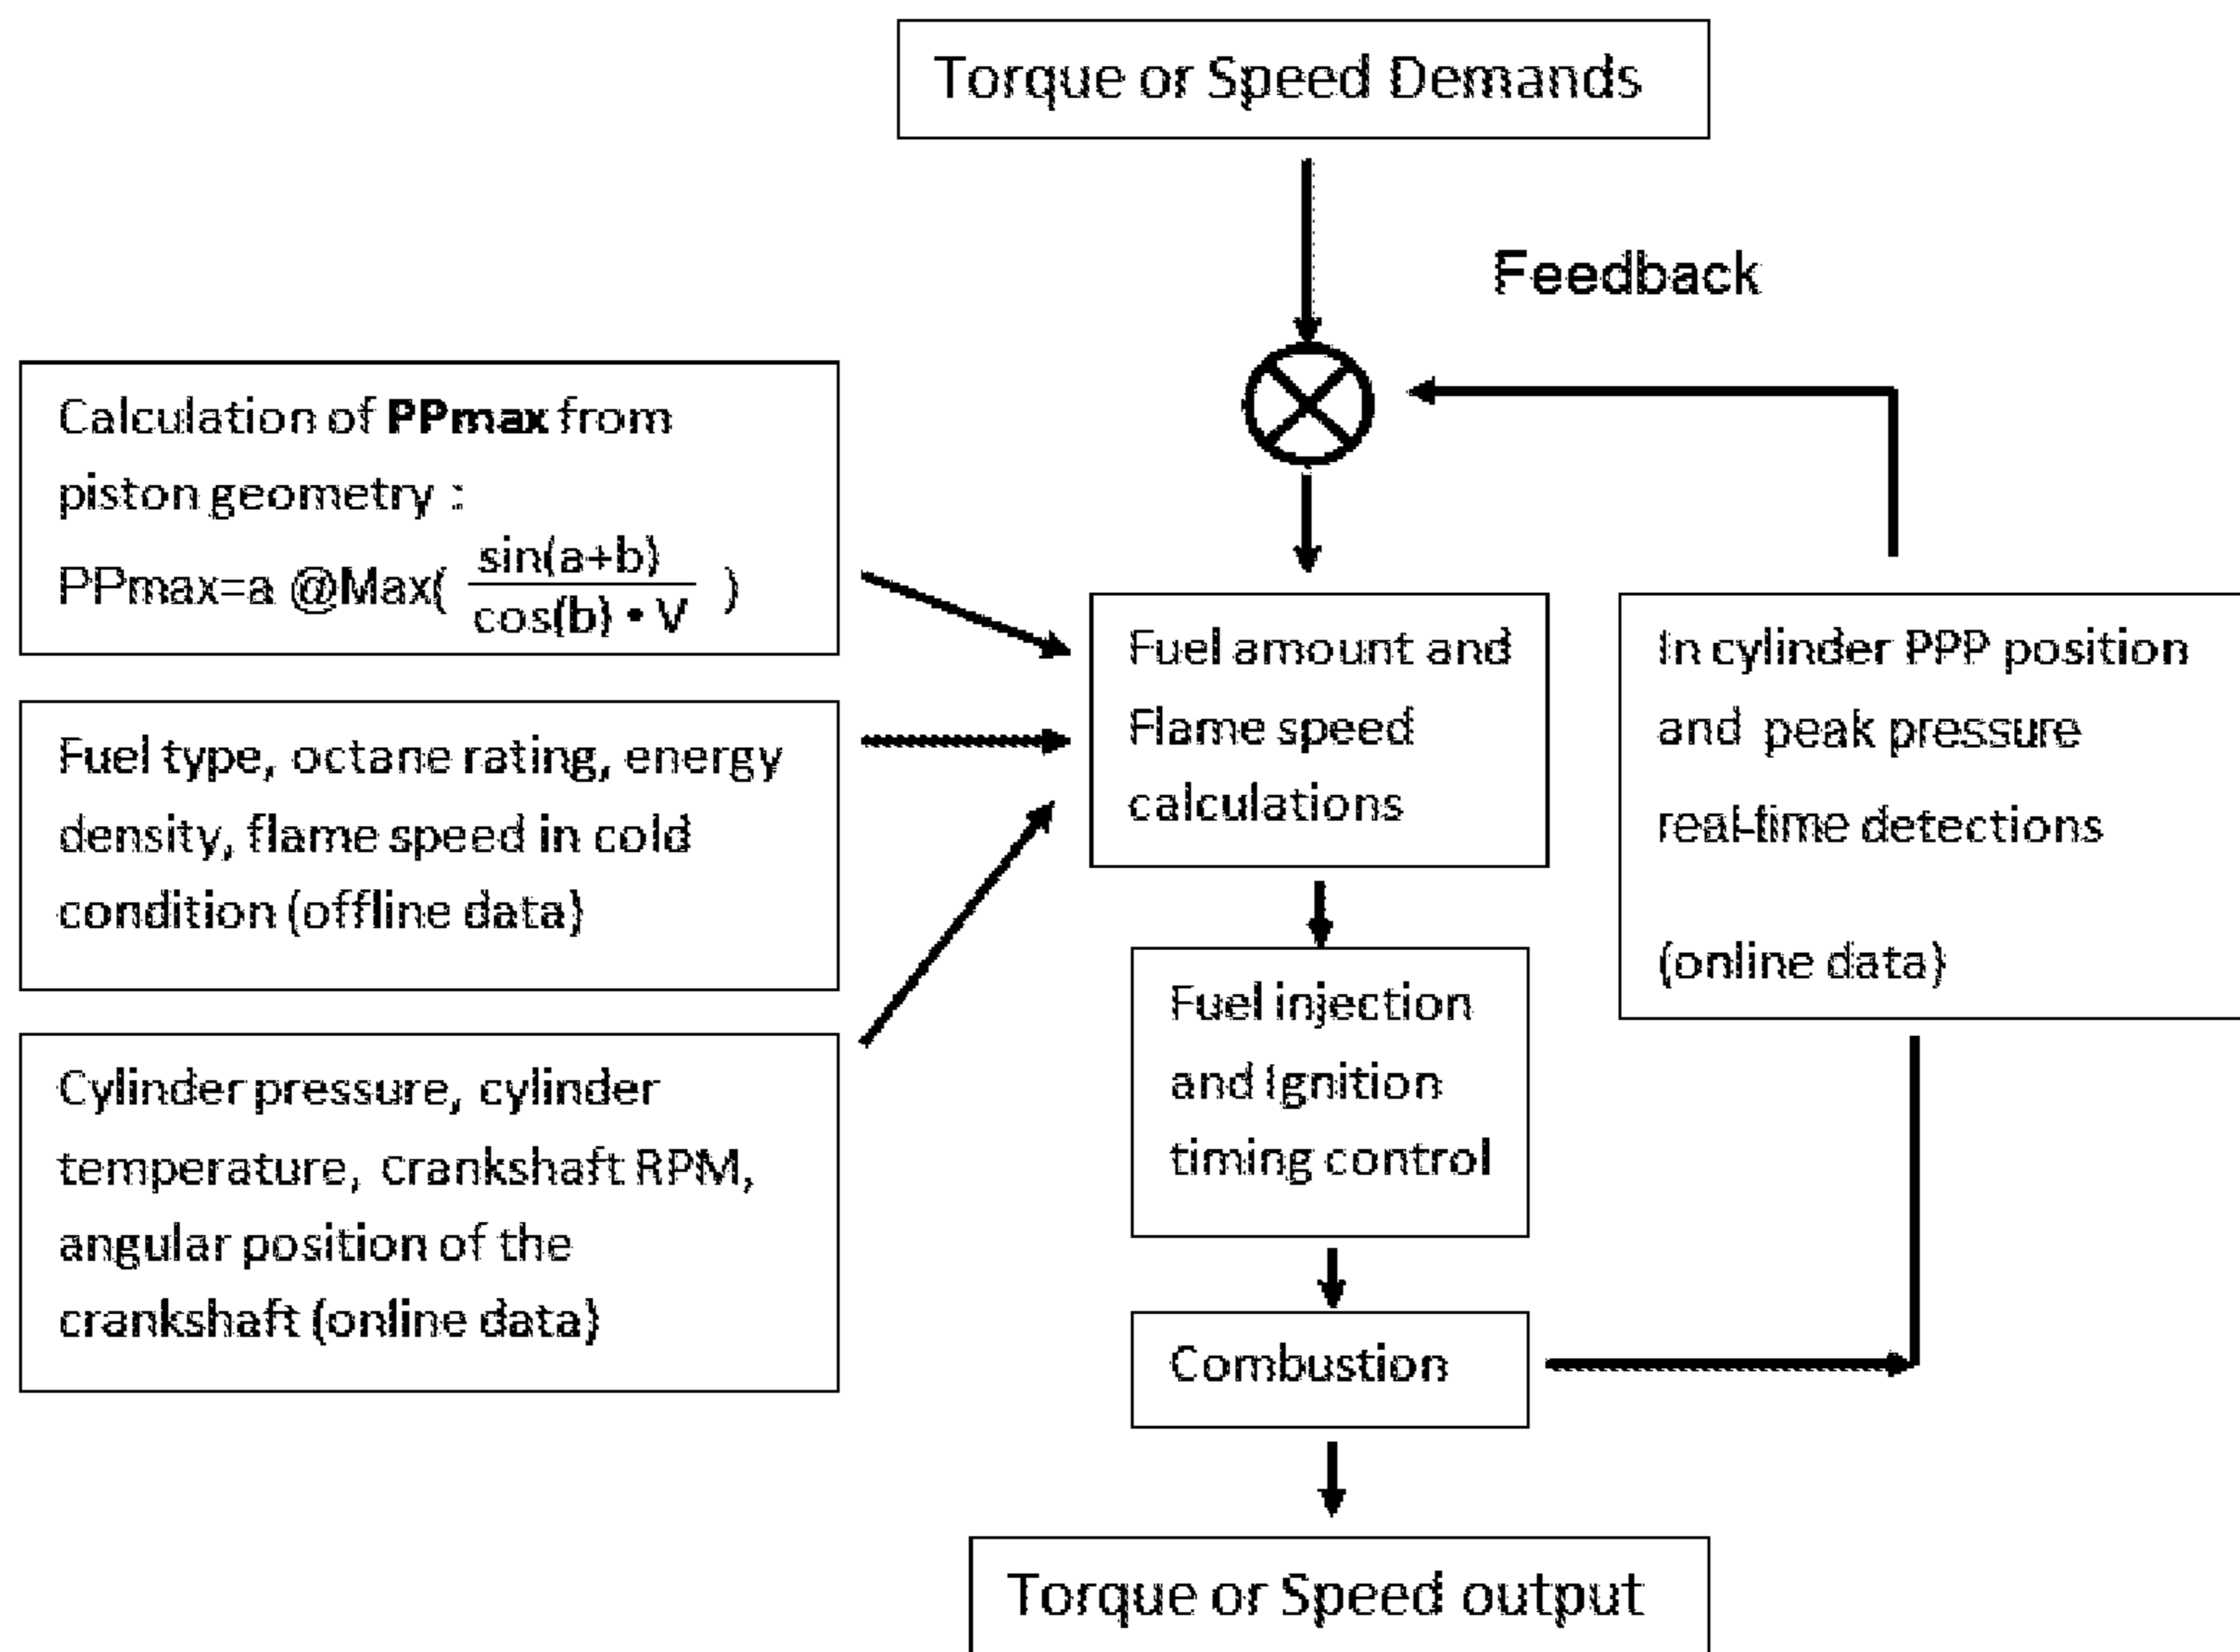 Torque or Speed Demands
Feedback
Calculation of PPmax from
piston geometry :
PPmax=a @Max( sin(a+b) / cos(b) • V )
Fuel type, octane rating, energy
density, flame speed in cold
condition (offline data)
Cylinder pressure, cylinder
temperature, crankshaft RPM,
angular position of the
crankshaft (online data)
Fuel amount and
Flame speed
calculations
Fuel injection
and Ignition
timing control
Combustion
In cylinder PPP position
and peak pressure
real-time detections
(online data)
Torque or Speed output